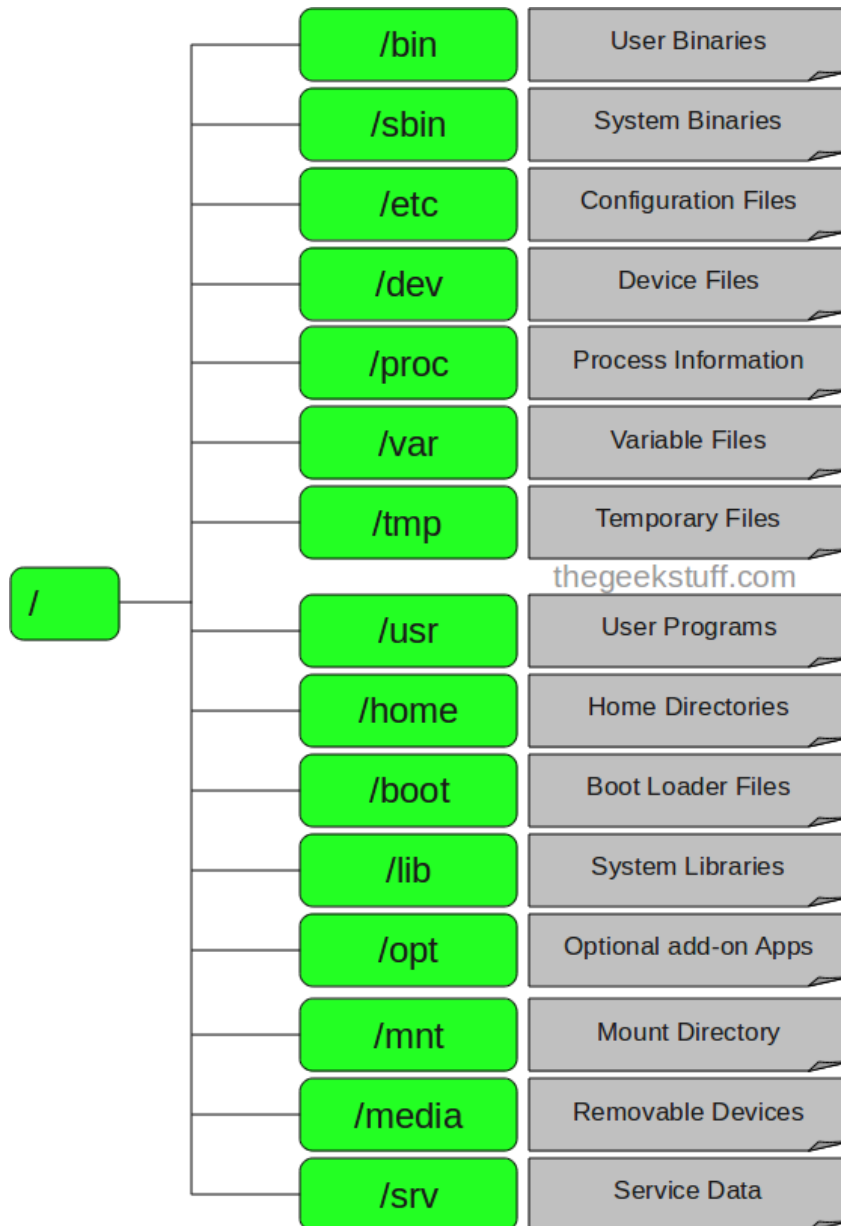 /bin User Binaries
/sbin System Binaries
/etc Configuration Files
/dev Device Files
/proc Process Information
/var Variable Files
/tmp Temporary Files
thegeekstuff.com
/
/usr User Programs
/home Home Directories
/boot Boot Loader Files
/lib System Libraries
/opt Optional add-on Apps
/mnt Mount Directory
/media Removable Devices
/srv Service Data